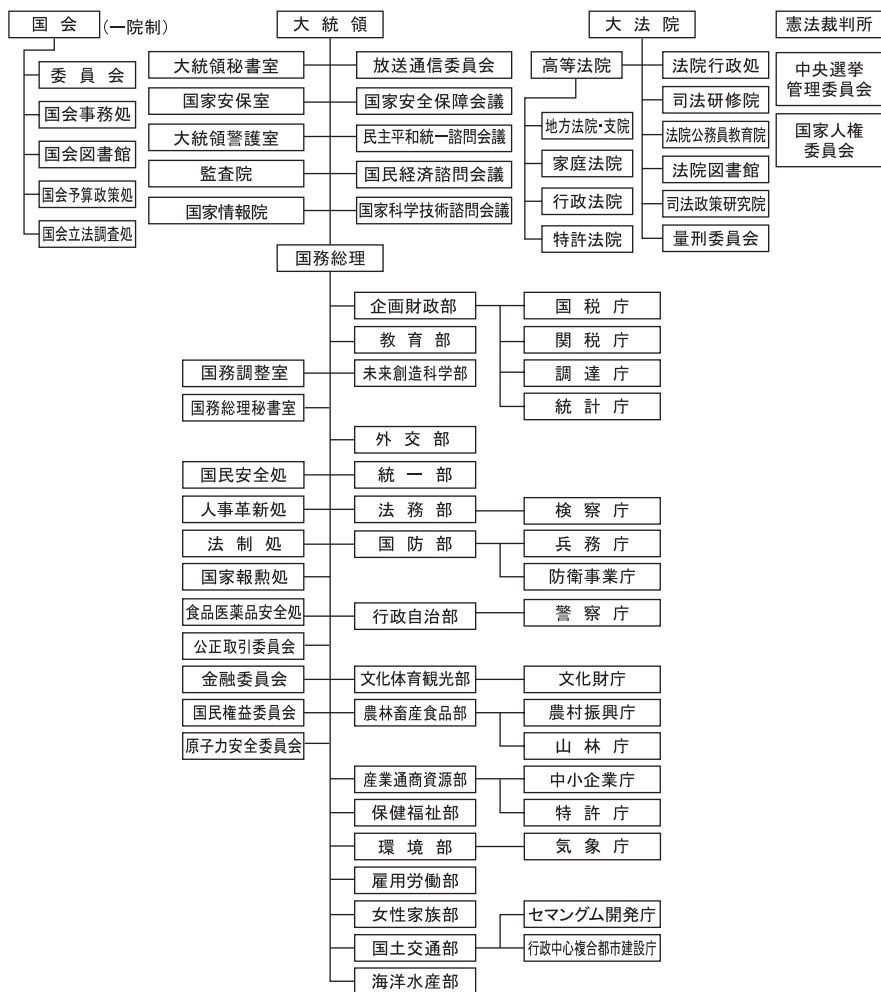 国会
(一院制)
委員会
国会事務処
国会図書館
国会予算政策処
国会立法調査処
大統領
大統領秘書室
放送通信委員会
国家安保室
国家安全保障会議
大統領警護室
民主平和統一諮問会議
監査院
国民経済諮問会議
国家情報院
国家科学技術諮問会議
大法院
高等法院
地方法院・支院
家庭法院
行政法院
特許法院
法院行政処
司法研修院
法院公務員教育院
法院図書館
司法政策研究院
量刑委員会
憲法裁判所
中央選挙
管理委員会
国家人権
委員会
国務総理
企画財政部
国税庁
関税庁
調達庁
統計庁
教育部
国務調整室
未来創造科学部
国務総理秘書室
外交部
国民安全処
統一部
人事革新処
法務部
検察庁
法制処
国防部
兵務庁
防衛事業庁
国家報勲処
食品医薬品安全処
行政自治部
警察庁
公正取引委員会
金融委員会
文化体育観光部
文化財庁
国民権益委員会
農林畜産食品部
農村振興庁
山林庁
原子力安全委員会
産業通商資源部
中小企業庁
特許庁
保健福祉部
環境部
気象庁
雇用労働部
女性家族部
国土交通部
セマングム開発庁
行政中心複合都市建設庁
海洋水産部